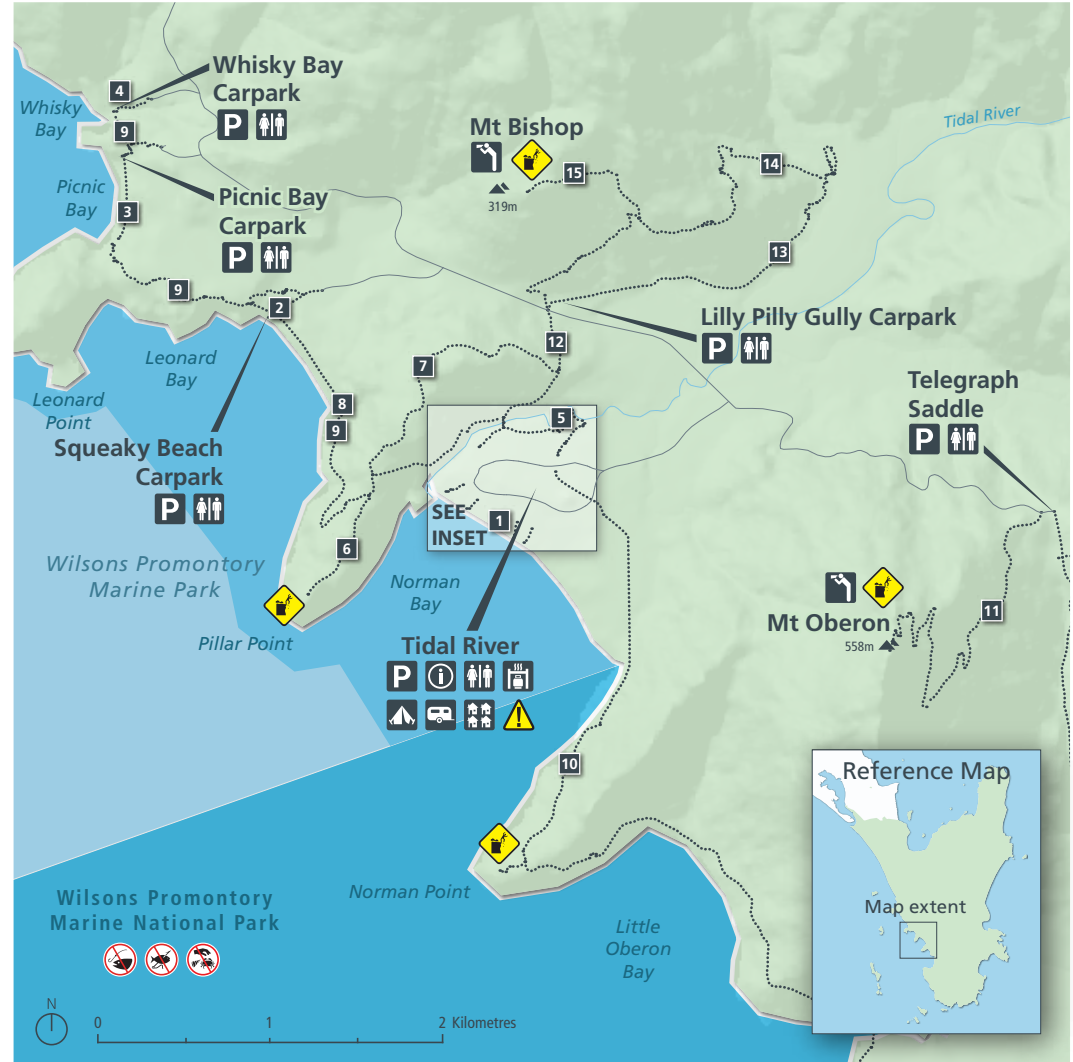 Whisky Bay
Carpark
P
4
Whisky
Bay
9
Mt Bishop
Tidal River
15
14
319m
Picnic
Bay
Picnic Bay
Carpark
P
3
13
9
2
Lilly Pilly Gully Carpark
P
12
Leonard
Bay
7
Leonard
Point
8
9
5
Telegraph
Saddle
P
Squeaky Beach
Carpark
P
SEE
INSET
1
6
Wilsons Promontory
Marine Park
Norman
Bay
Pillar Point
11
Mt Oberon
558m
Tidal River
P
i
!
10
Reference Map
Map extent
Norman Point
Wilsons Promontory
Marine National Park
Little
Oberon
Bay
N
0
1
2 Kilometres